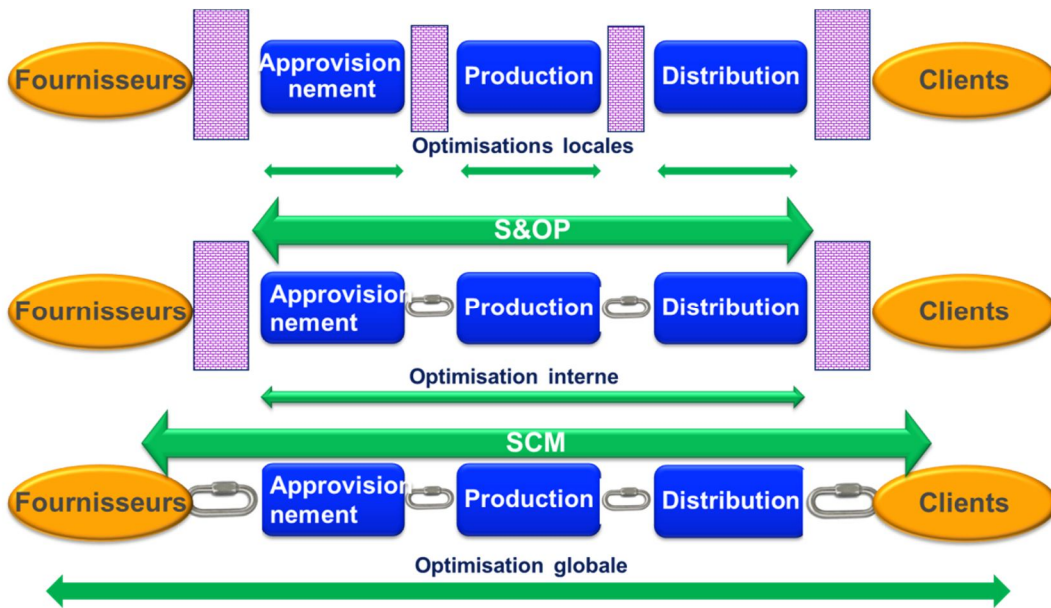 Fournisseurs
Approvision
nement
Production
Distribution
Clients
Optimisations locales
S&OP
Fournisseurs
Approvision
nement
Production
Distribution
Clients
Optimisation interne
SCM
Fournisseurs
Approvision
nement
Production
Distribution
Clients
Optimisation globale